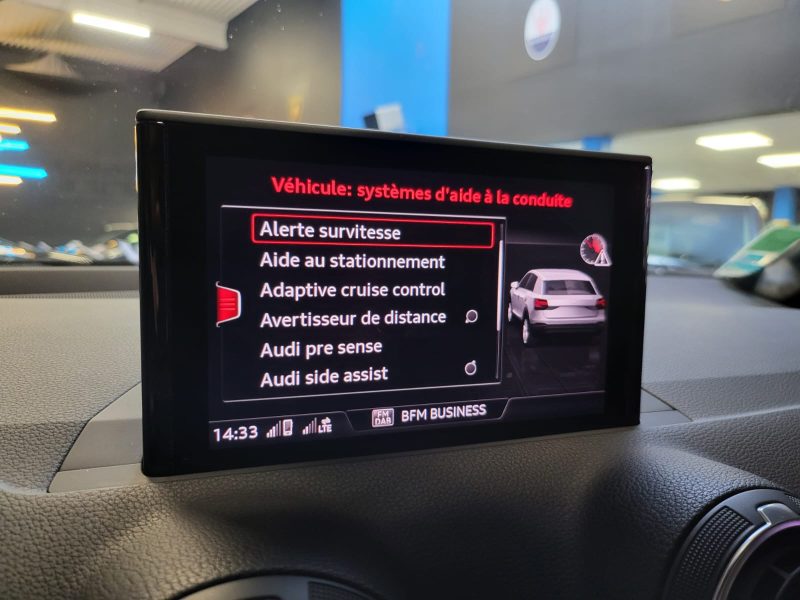 Véhicule: systèmes d'aide à la conduite
Alerte survitesse
Aide au stationnement
Adaptive cruise control
Avertisseur de distance
Audi pre sense
Audi side assist
14:33 LTE FM DAB BFM BUSINESS